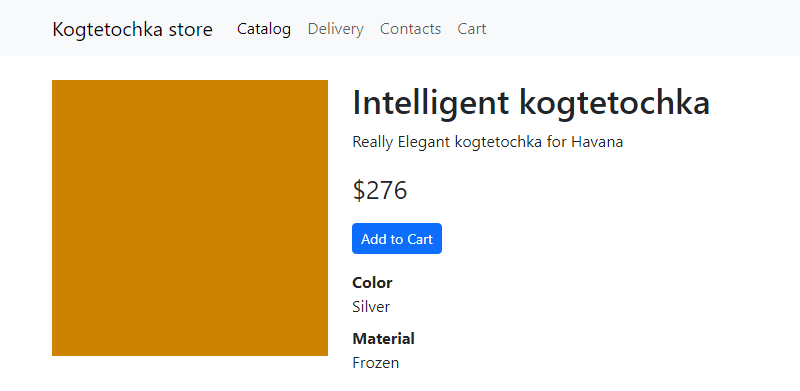 Kogtetochka store Catalog Delivery Contacts Cart
Intelligent kogtetochka
Really Elegant kogtetochka for Havana
$276
Add to Cart
Color
Silver
Material
Frozen